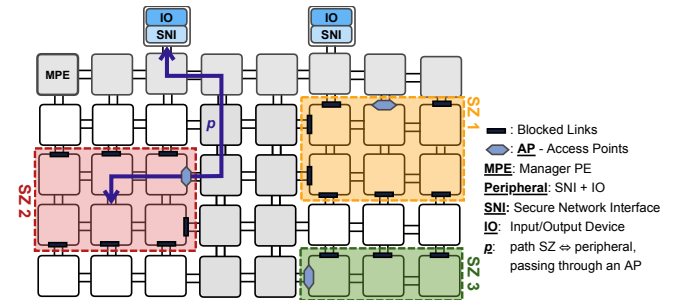 IO
SNI
IO
SNI
MPE
p
SZ 1
SZ 2
SZ 3
: Blocked Links
: AP - Access Points
MPE: Manager PE
Peripheral: SNI + IO
SNI: Secure Network Interface
IO: Input/Output Device
p: path SZ ⇔ peripheral,
passing through an AP